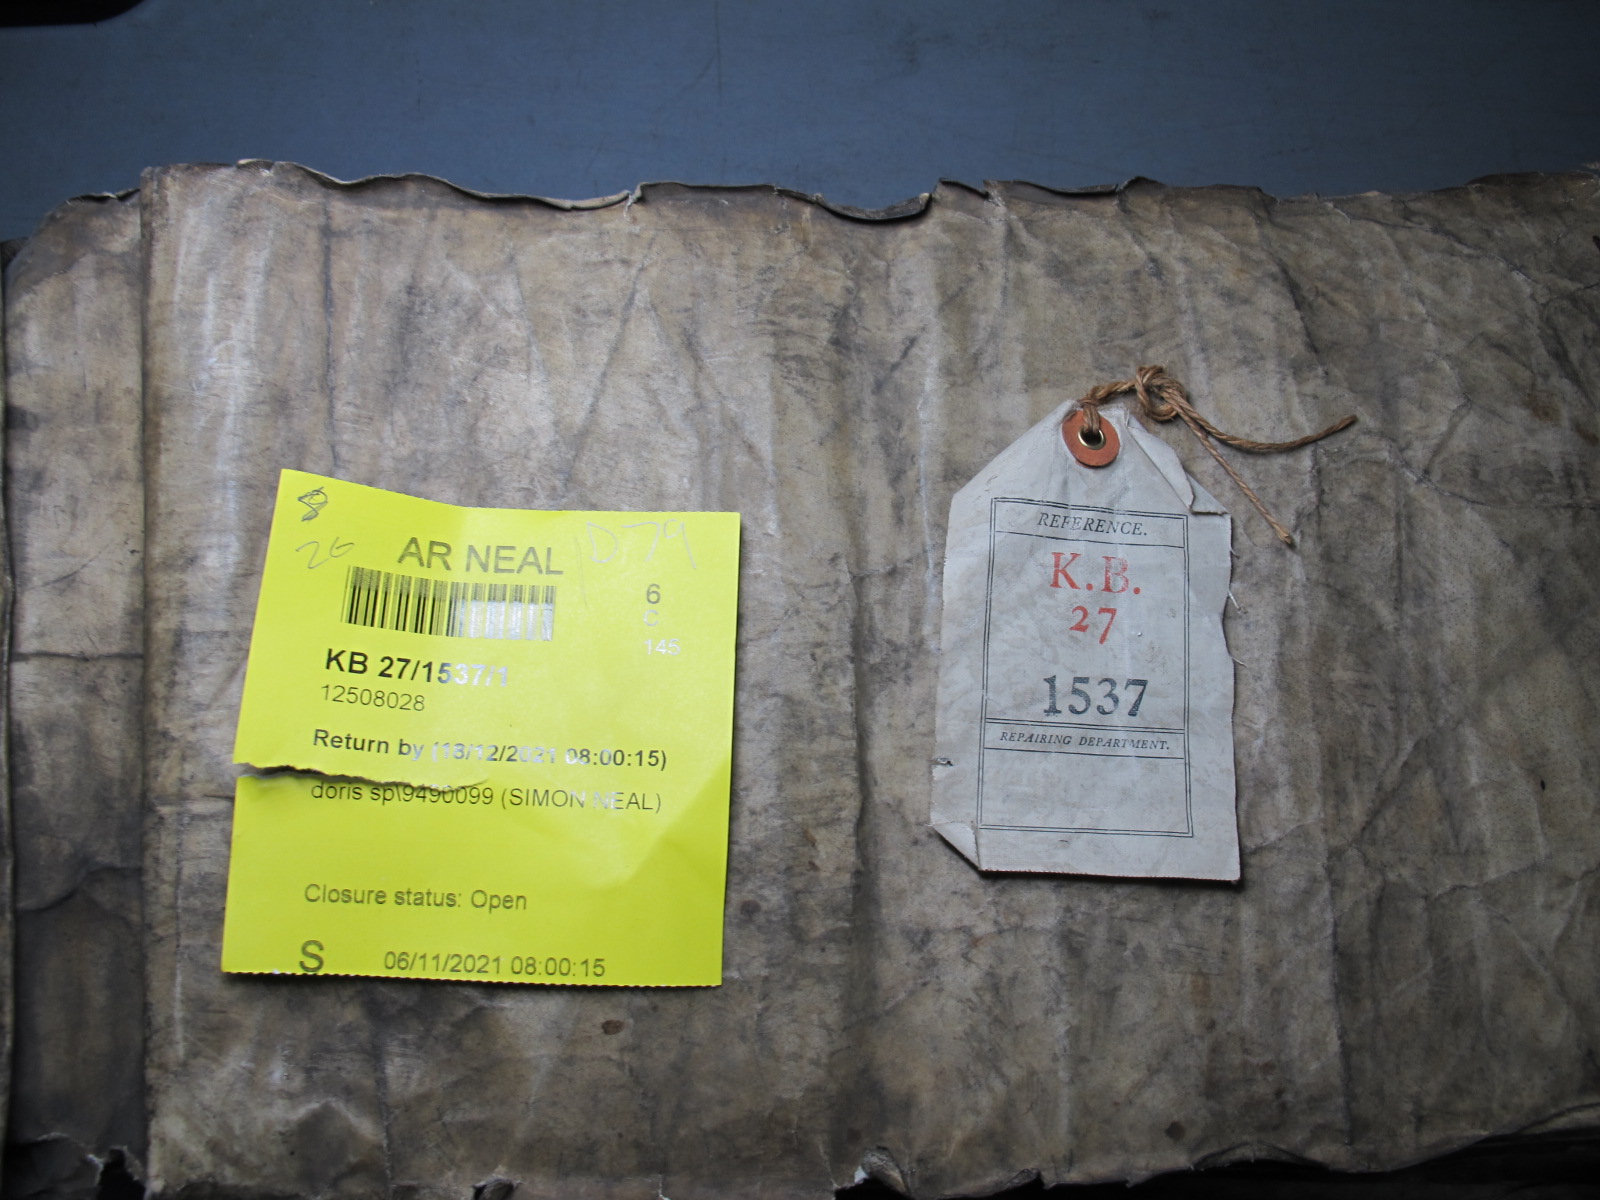 26
AR NEAL
D79
6
C
145
KB 27/1537/1
12508028
Return by (18/12/2021 08:00:15)
doris sp\9490099 (SIMON NEAL)
Closure status: Open
S 06/11/2021 08:00:15
REFERENCE.
K.B.
27
1537
REPAIRING DEPARTMENT.